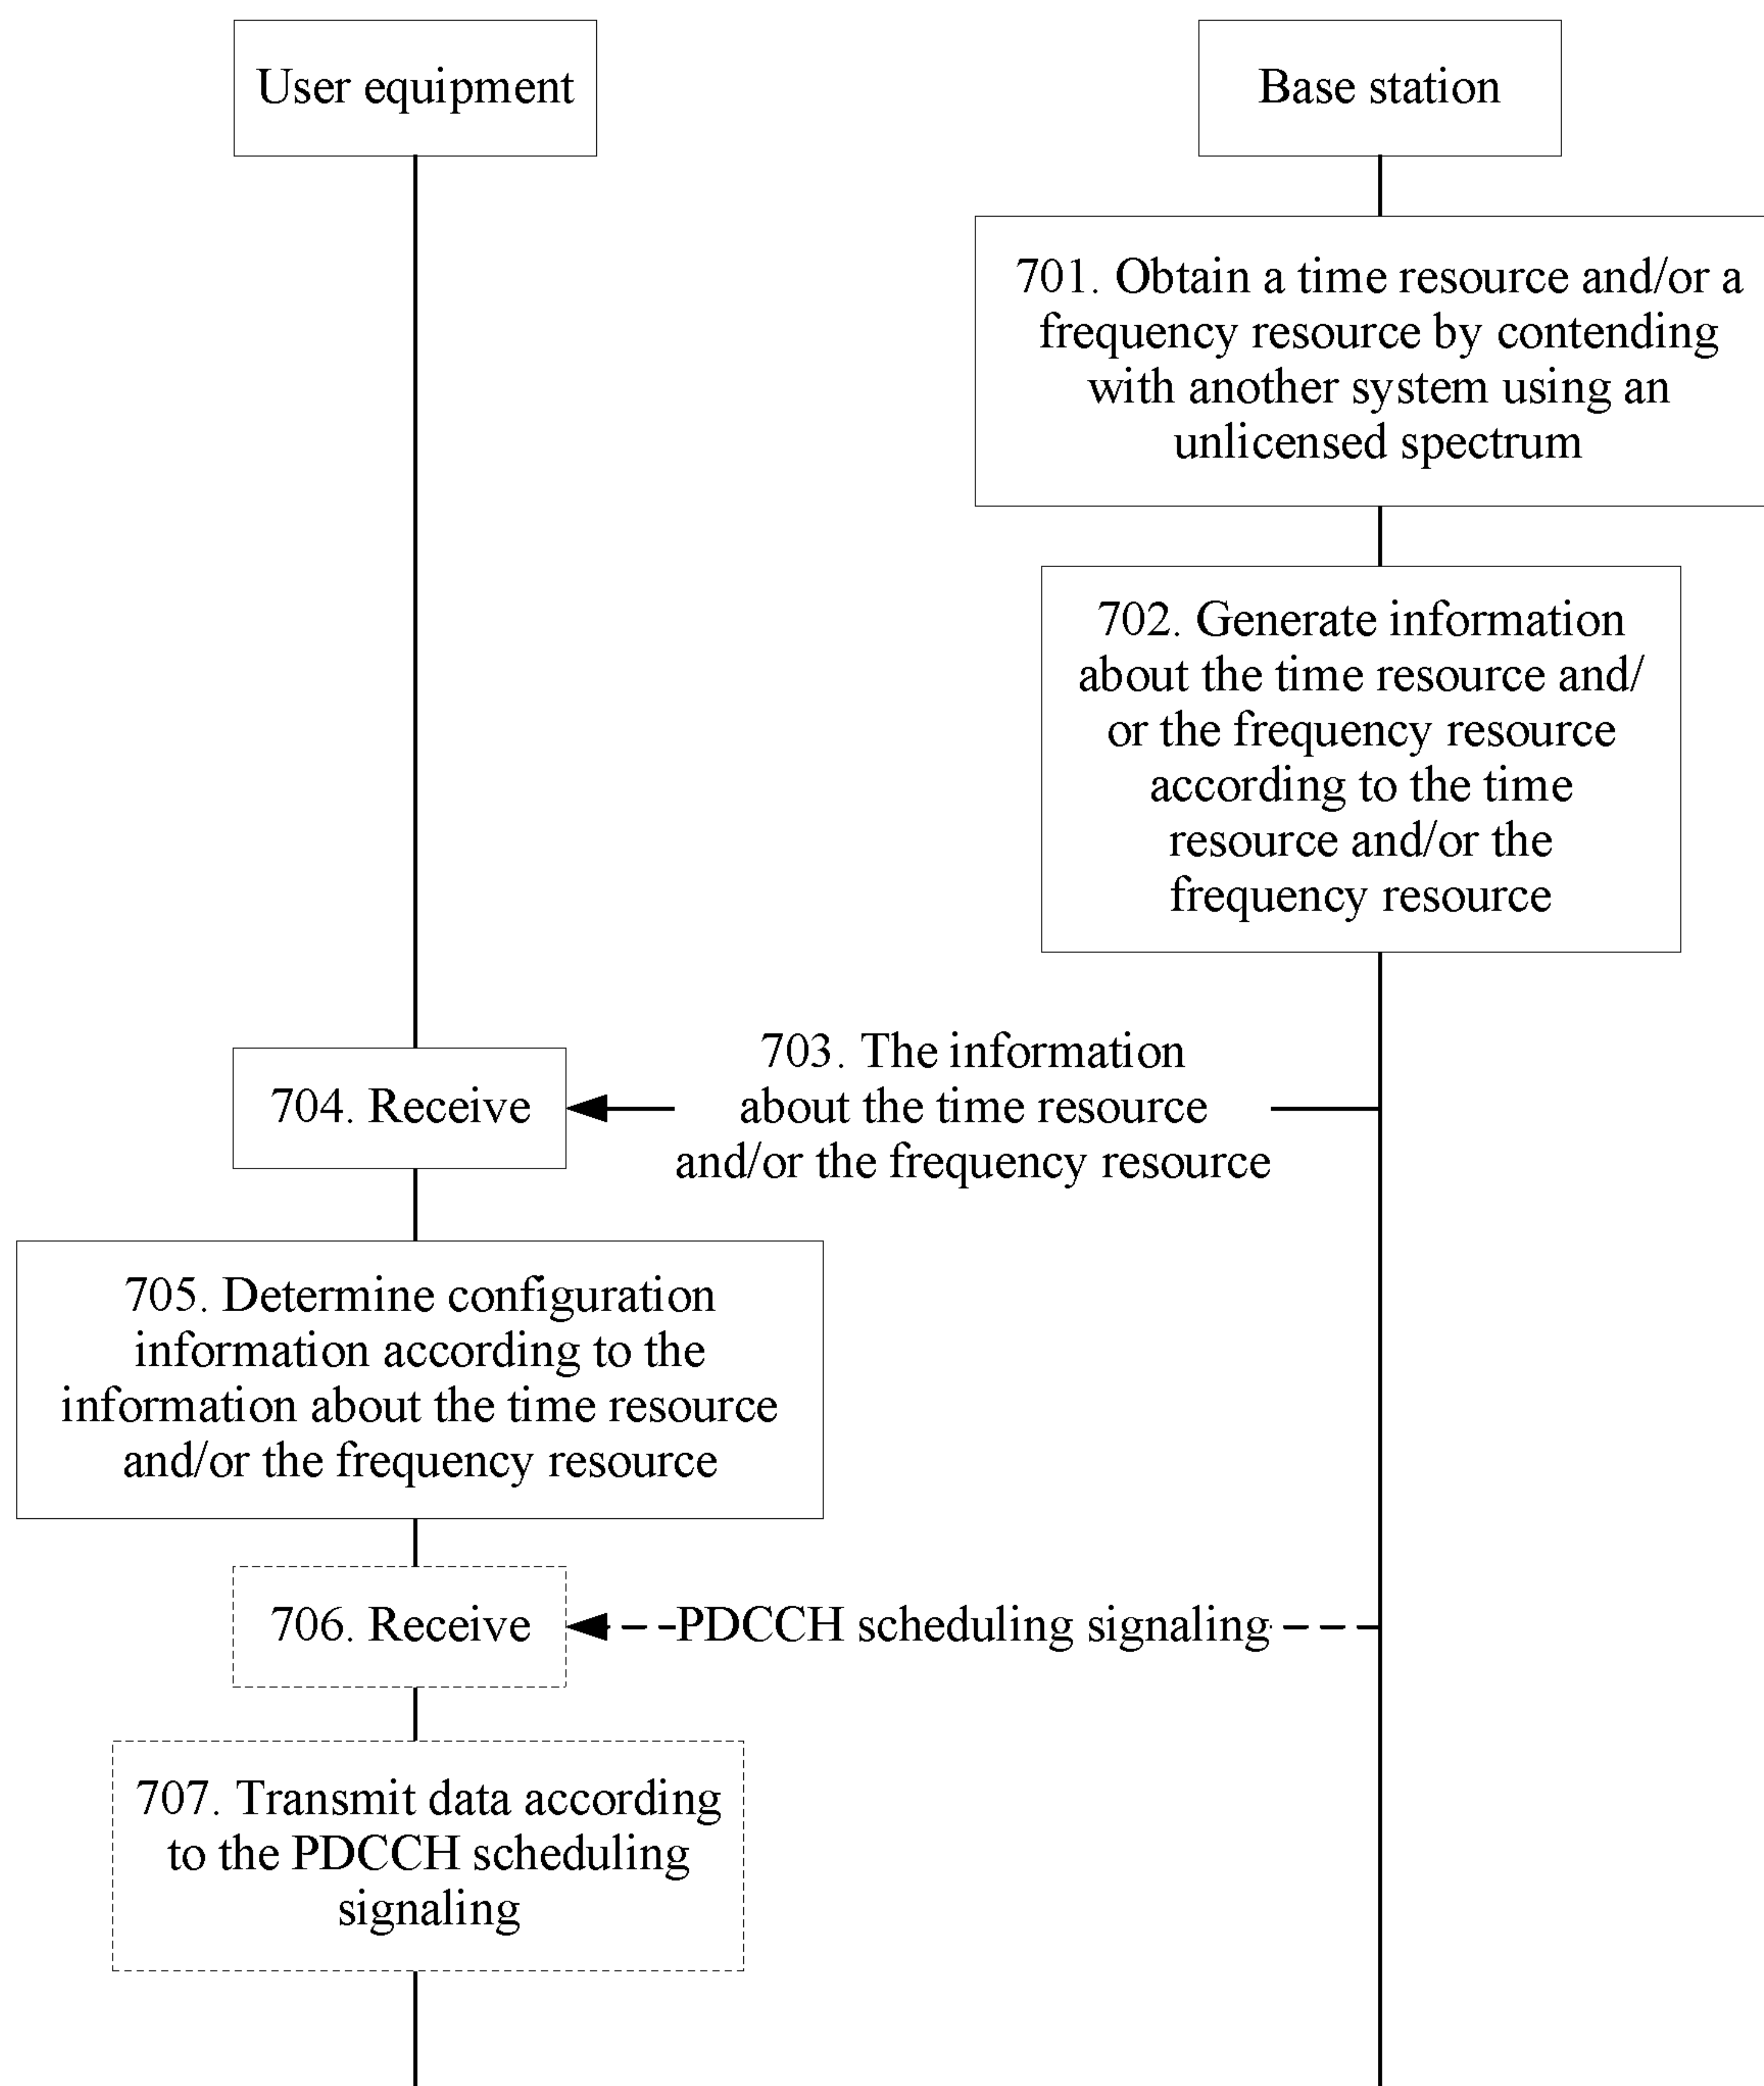 User equipment
Base station
701. Obtain a time resource and/or a
frequency resource by contending
with another system using an
unlicensed spectrum
702. Generate information
about the time resource and/
or the frequency resource
according to the time
resource and/or the
frequency resource
703. The information
about the time resource
and/or the frequency resource
704. Receive
705. Determine configuration
information according to the
information about the time resource
and/or the frequency resource
706. Receive
PDCCH scheduling signaling
707. Transmit data according
to the PDCCH scheduling
signaling